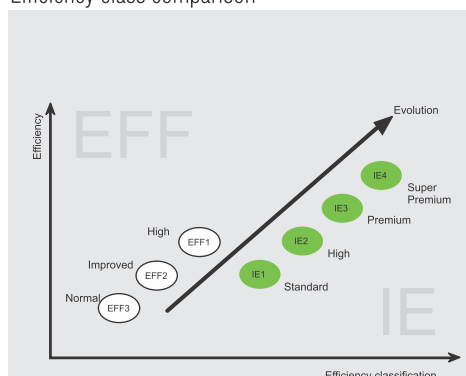 Efficiency class comparison
EFF
Efficiency
Evolution
IE4
Super
Premium
IE3
Premium
High
EFF1
IE2
High
Improved
EFF2
IE1
Standard
Normal
EFF3
IE
Efficiency classification